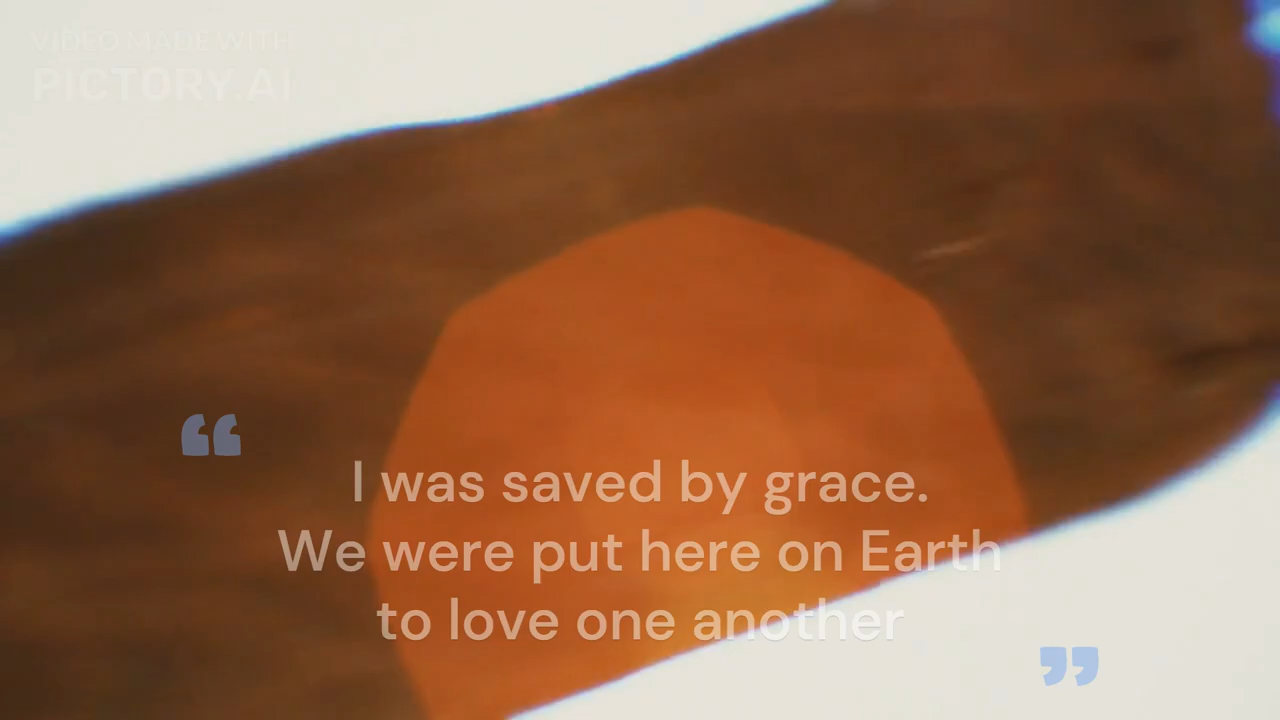 VIDEO MADE WITH
PICTORY.AI
“
I was saved by grace.
We were put here on Earth
to love one another
”